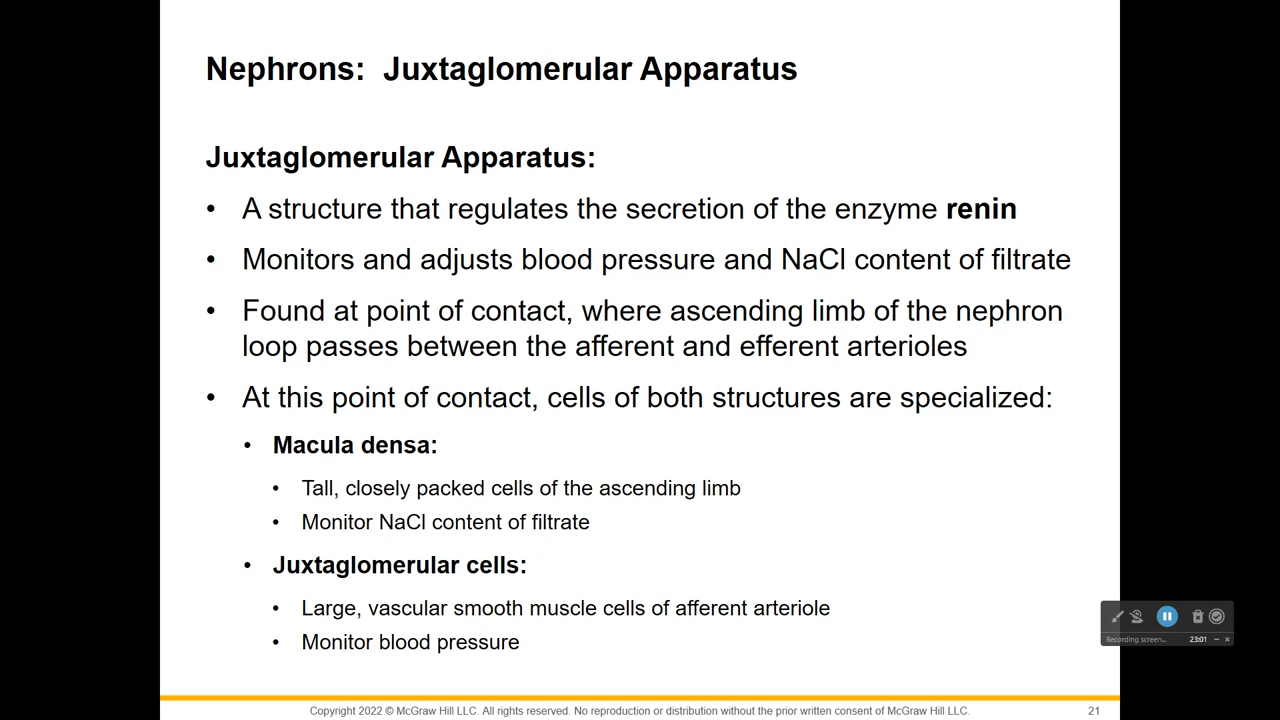 Nephrons: Juxtaglomerular Apparatus
Juxtaglomerular Apparatus:
• A structure that regulates the secretion of the enzyme renin
• Monitors and adjusts blood pressure and NaCl content of filtrate
• Found at point of contact, where ascending limb of the nephron
loop passes between the afferent and efferent arterioles
• At this point of contact, cells of both structures are specialized:
• Macula densa:
• Tall, closely packed cells of the ascending limb
• Monitor NaCl content of filtrate
• Juxtaglomerular cells:
• Large, vascular smooth muscle cells of afferent arteriole
• Monitor blood pressure
Recording screen... 23:01
Copyright 2022 © McGraw Hill LLC. All rights reserved. No reproduction or distribution without the prior written consent of McGraw Hill LLC. 21